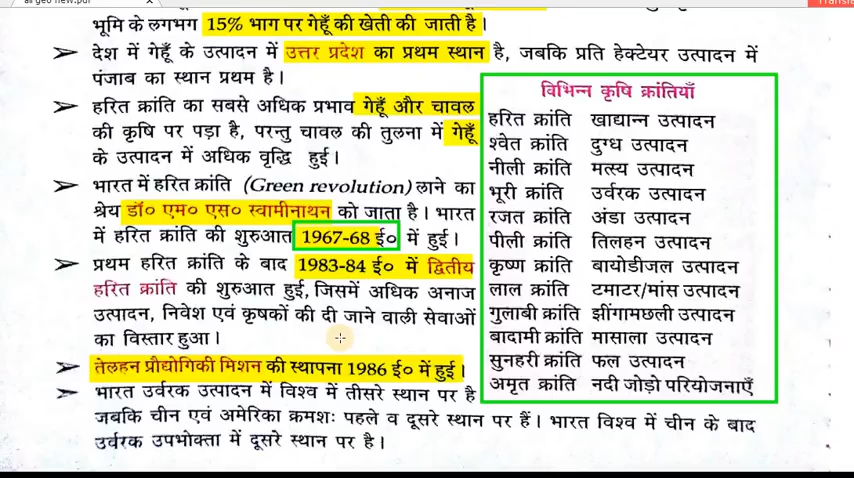 al geo new.pdf
भूमि के लगभग 15% भाग पर गेहूँ की खेती की जाती है।
➢ देश में गेहूँ के उत्पादन में उत्तर प्रदेश का प्रथम स्थान है, जबकि प्रति हेक्टेयर उत्पादन में
पंजाब का स्थान प्रथम है।
➢ हरित क्रांति का सबसे अधिक प्रभाव गेहूँ और चावल
की कृषि पर पड़ा है, परन्तु चावल की तुलना में गेहूँ
के उत्पादन में अधिक वृद्धि हुई।
➢ भारत में हरित क्रांति (Green revolution) लाने का
श्रेय डॉ० एम० एस० स्वामीनाथन को जाता है। भारत
में हरित क्रांति की शुरुआत 1967-68 ई० में हुई।
➢ प्रथम हरित क्रांति के बाद 1983-84 ई० में द्वितीय
हरित क्रांति की शुरुआत हुई, जिसमें अधिक अनाज
उत्पादन, निवेश एवं कृषकों की दी जाने वाली सेवाओं
का विस्तार हुआ।
➢ तेलहन प्रौद्योगिकी मिशन की स्थापना 1986 ई० में हुई।
➢ भारत उर्वरक उत्पादन में विश्व में तीसरे स्थान पर है
जबकि चीन एवं अमेरिका क्रमशः पहले व दूसरे स्थान पर हैं। भारत विश्व में चीन के बाद
उर्वरक उपभोक्ता में दूसरे स्थान पर है।
विभिन्न कृषि क्रांतियाँ
हरित क्रांति खाद्यान्न उत्पादन
श्वेत क्रांति दुग्ध उत्पादन
नीली क्रांति मत्स्य उत्पादन
भूरी क्रांति उर्वरक उत्पादन
रजत क्रांति अंडा उत्पादन
पीली क्रांति तिलहन उत्पादन
कृष्ण क्रांति बायोडीजल उत्पादन
लाल क्रांति टमाटर/मांस उत्पादन
गुलाबी क्रांति झींगामछली उत्पादन
बादामी क्रांति मासाला उत्पादन
सुनहरी क्रांति फल उत्पादन
अमृत क्रांति नदी जोड़ो परियोजनाएँ